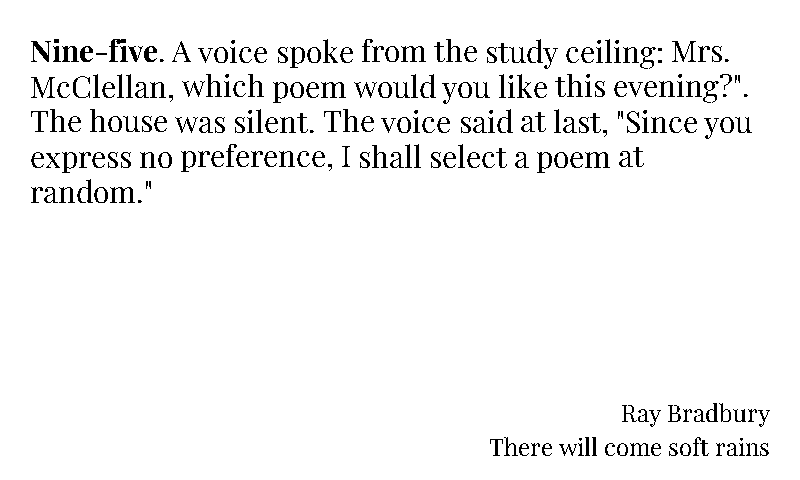 Nine-five. A voice spoke from the study ceiling: Mrs.
McClellan, which poem would you like this evening?".
The house was silent. The voice said at last, "Since you
express no preference, I shall select a poem at
random."
Ray Bradbury
There will come soft rains